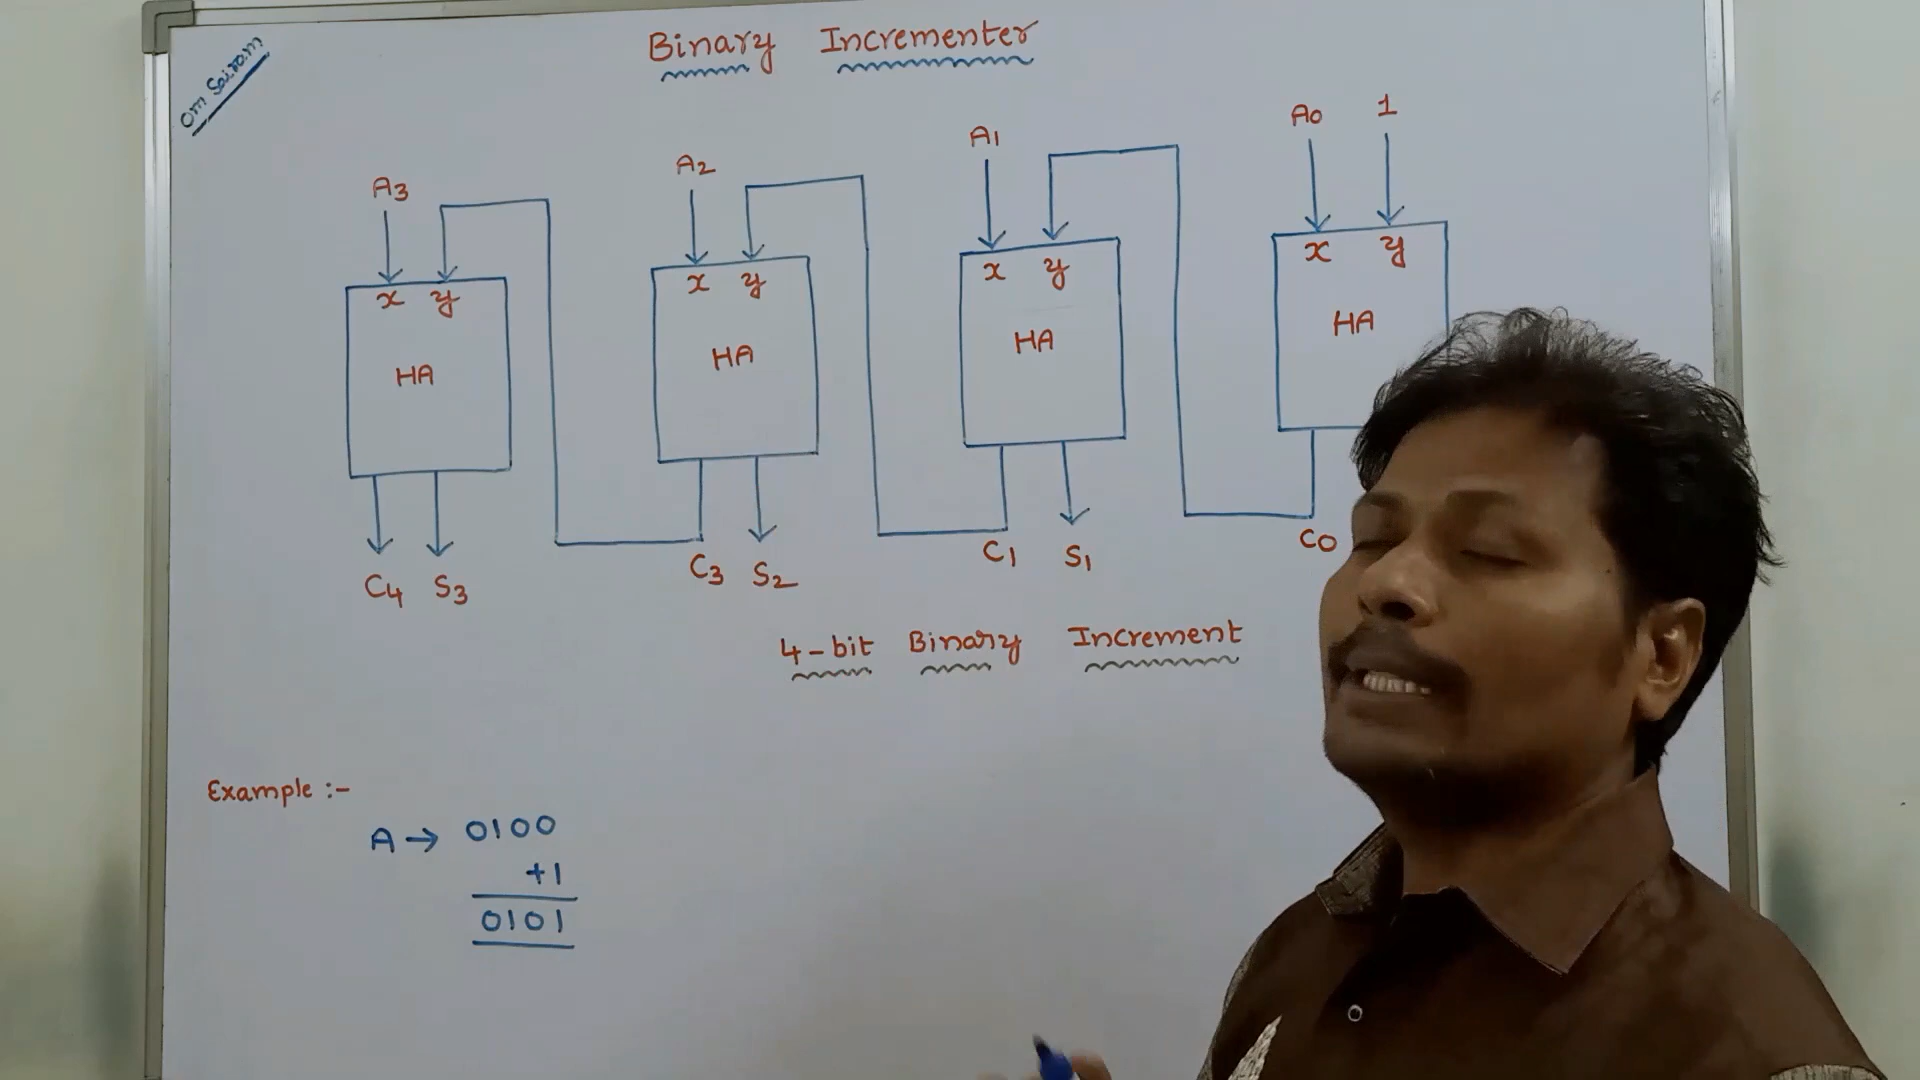 Om Sairam
Binary Incrementer
A3 A2 A1 A0 1
x y x y x y x y
HA HA HA HA
C4 S3 C3 S2 C1 S1 C0
4-bit Binary Increment
Example :-
A → 0100
+1
0101